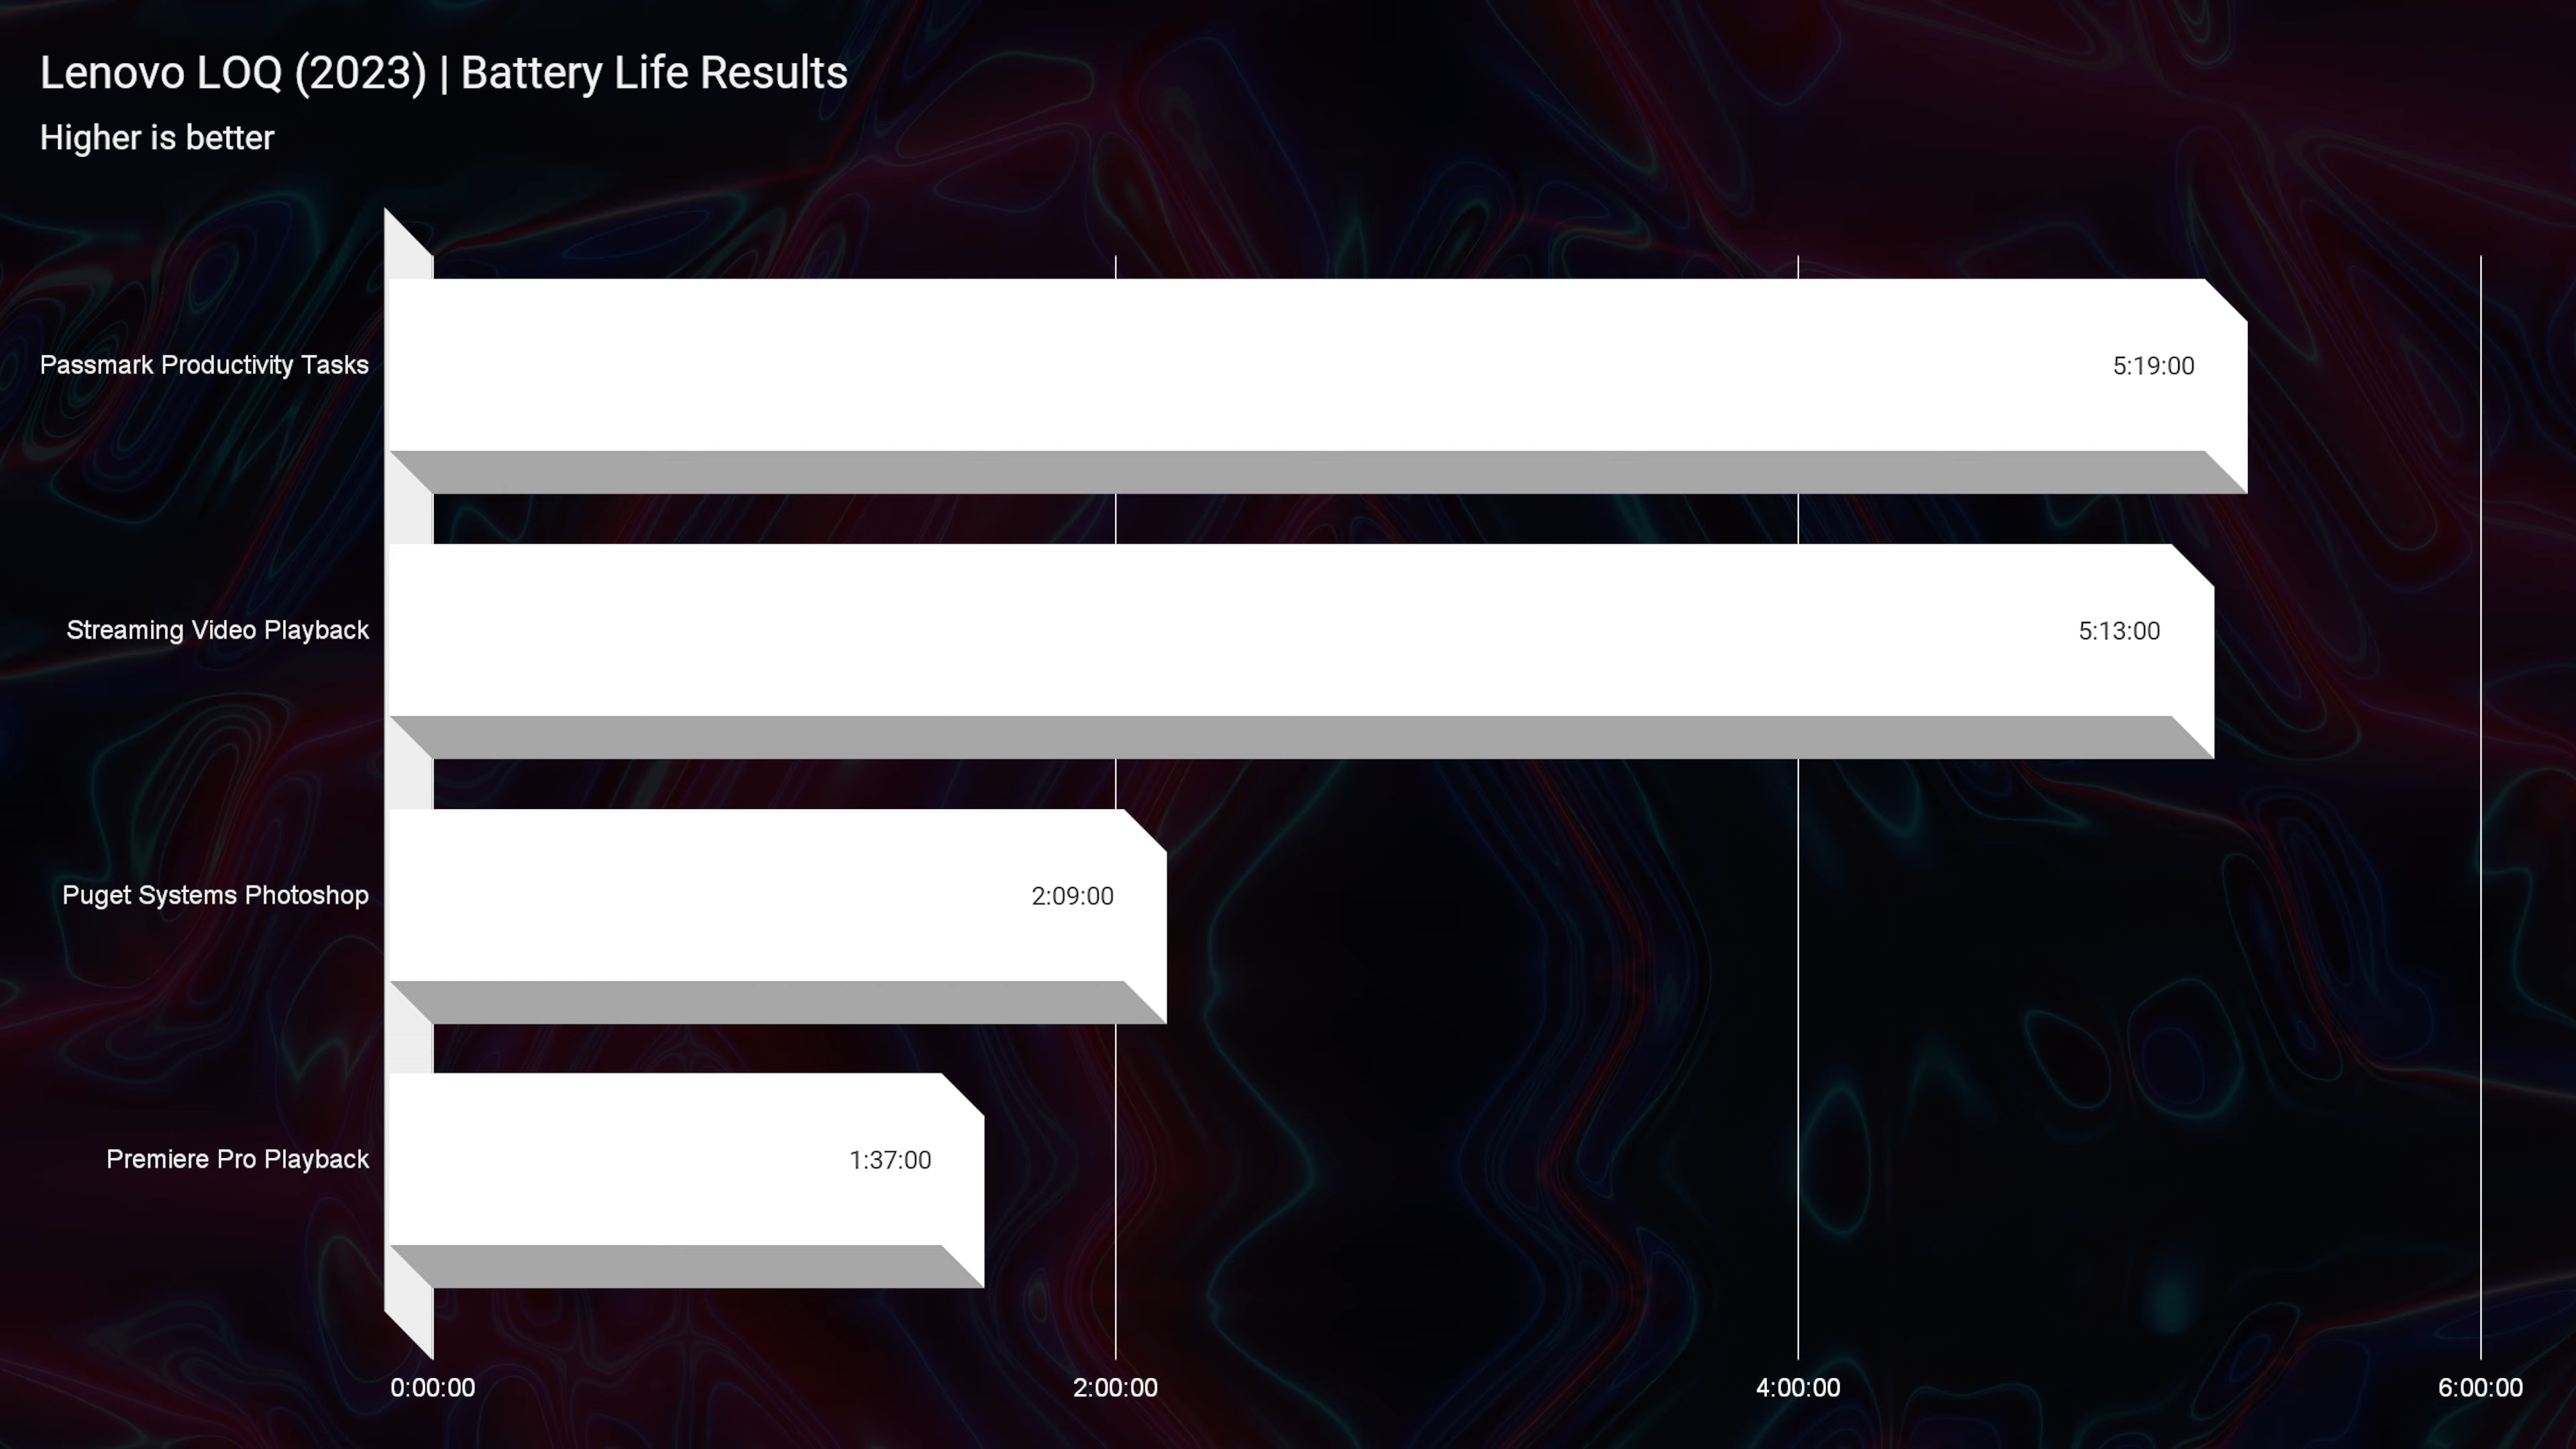 Lenovo LOQ (2023) | Battery Life Results
Higher is better
Passmark Productivity Tasks
5:19:00
Streaming Video Playback
5:13:00
Puget Systems Photoshop
2:09:00
Premiere Pro Playback
1:37:00
0:00:00 2:00:00 4:00:00 6:00:00